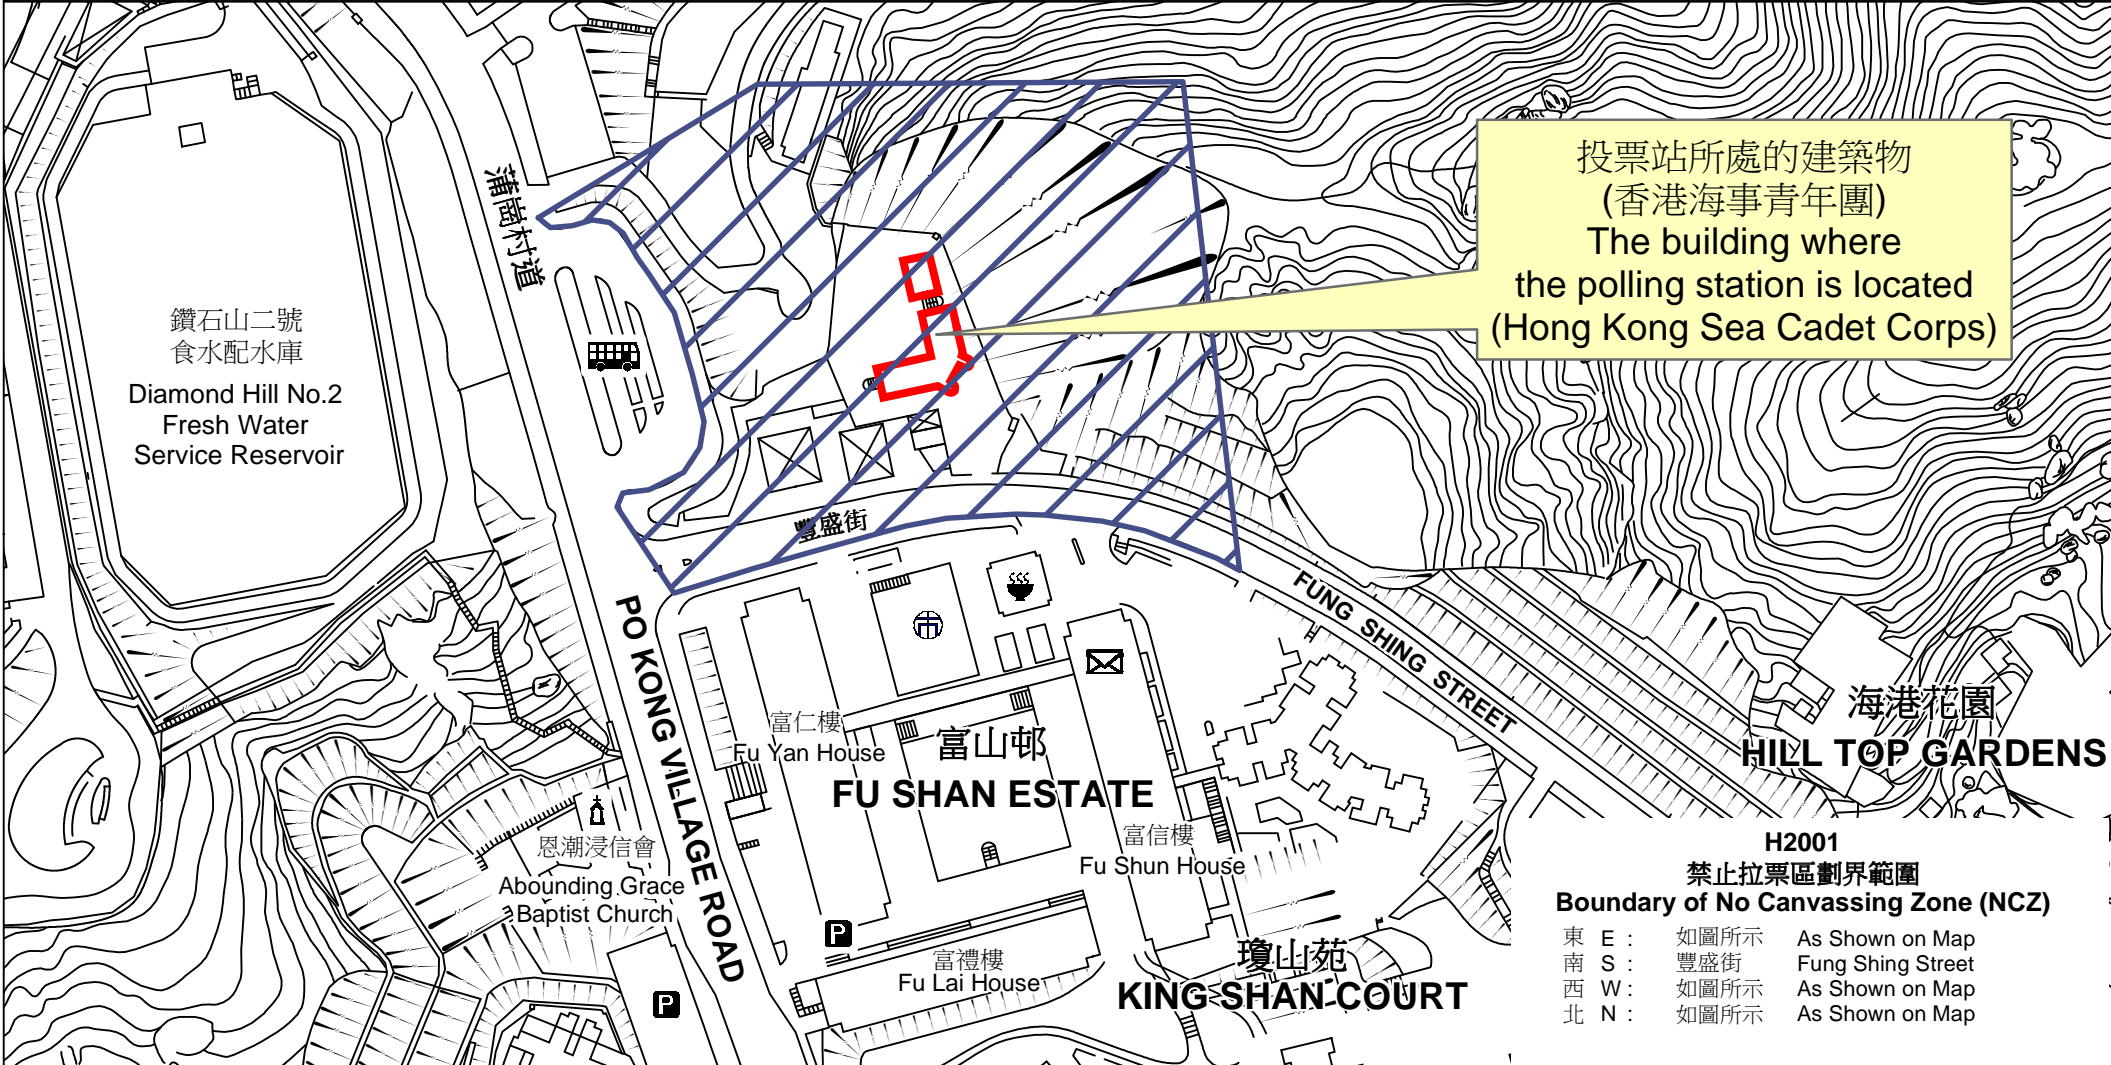 投票站所處的建築物
(香港海事青年團)
The building where
the polling station is located
(Hong Kong Sea Cadet Corps)
蒲崗村道
鑽石山二號
食水配水庫
Diamond Hill No.2
Fresh Water
Service Reservoir
豐盛街
FUNG SHING STREET
PO KONG VILLAGE ROAD
富仁樓
Fu Yan House
富山邨
FU SHAN ESTATE
海港花園
HILL TOP GARDENS
恩潮浸信會
Abounding Grace
Baptist Church
富信樓
Fu Shun House
P
富禮樓
Fu Lai House
P
瓊山苑
KING SHAN COURT
H2001
禁止拉票區劃界範圍
Boundary of No Canvassing Zone (NCZ)
東 E : 如圖所示 As Shown on Map
南 S : 豐盛街 Fung Shing Street
西 W : 如圖所示 As Shown on Map
北 N : 如圖所示 As Shown on Map